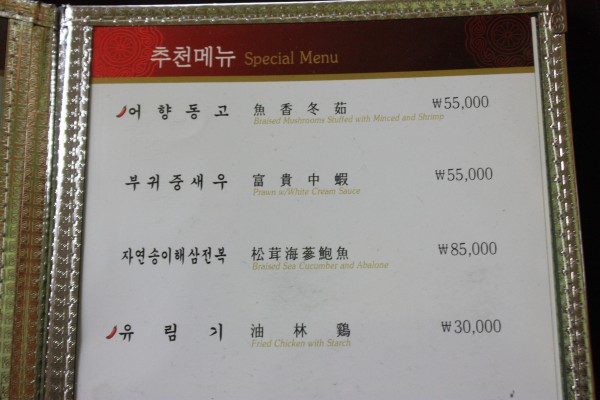 추천메뉴 Special Menu
어향동고 魚香冬茹 ₩55,000
Braised Mushrooms Stuffed with Minced and Shrimp
부귀중새우 富貴中蝦 ₩55,000
Prawn w/White Cream Sauce
자연송이해삼전복 松茸海蔘鮑魚 ₩85,000
Braised Sea Cucumber and Abalone
유림기 油林鷄 ₩30,000
Fried Chicken with Starch